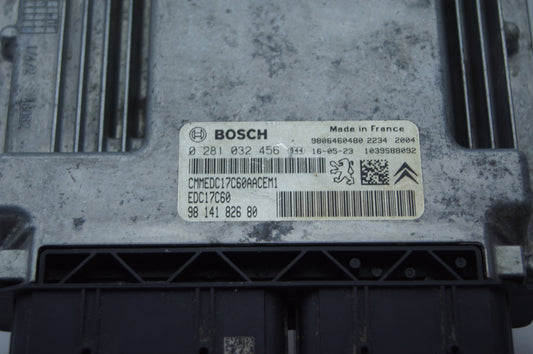 BOSCH
Made in France
9806460480 2234 2004
0 281 032 456
16-05-23 1039588092
CMMEDC17C60AACEM1
EDC17C60
98 141 826 80